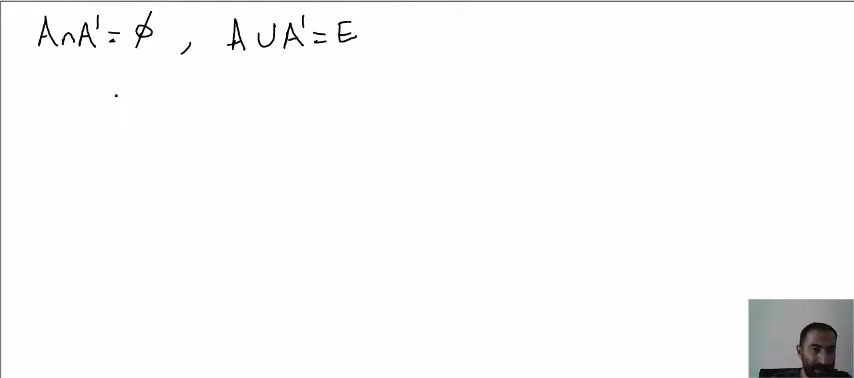 A∩A' = ∅ , A∪A' = E